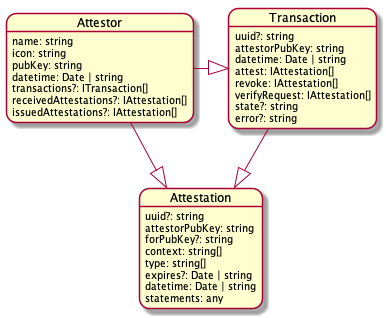 Attestor
name: string
icon: string
pubKey: string
datetime: Date | string
transactions?: ITransaction[]
receivedAttestations?: IAttestation[]
issuedAttestations?: IAttestation[]
Transaction
uuid?: string
attestorPubKey: string
datetime: Date | string
attest: IAttestation[]
revoke: IAttestation[]
verifyRequest: IAttestation[]
state?: string
error?: string
Attestation
uuid?: string
attestorPubKey: string
forPubKey?: string
context: string[]
type: string[]
expires?: Date | string
datetime: Date | string
statements: any